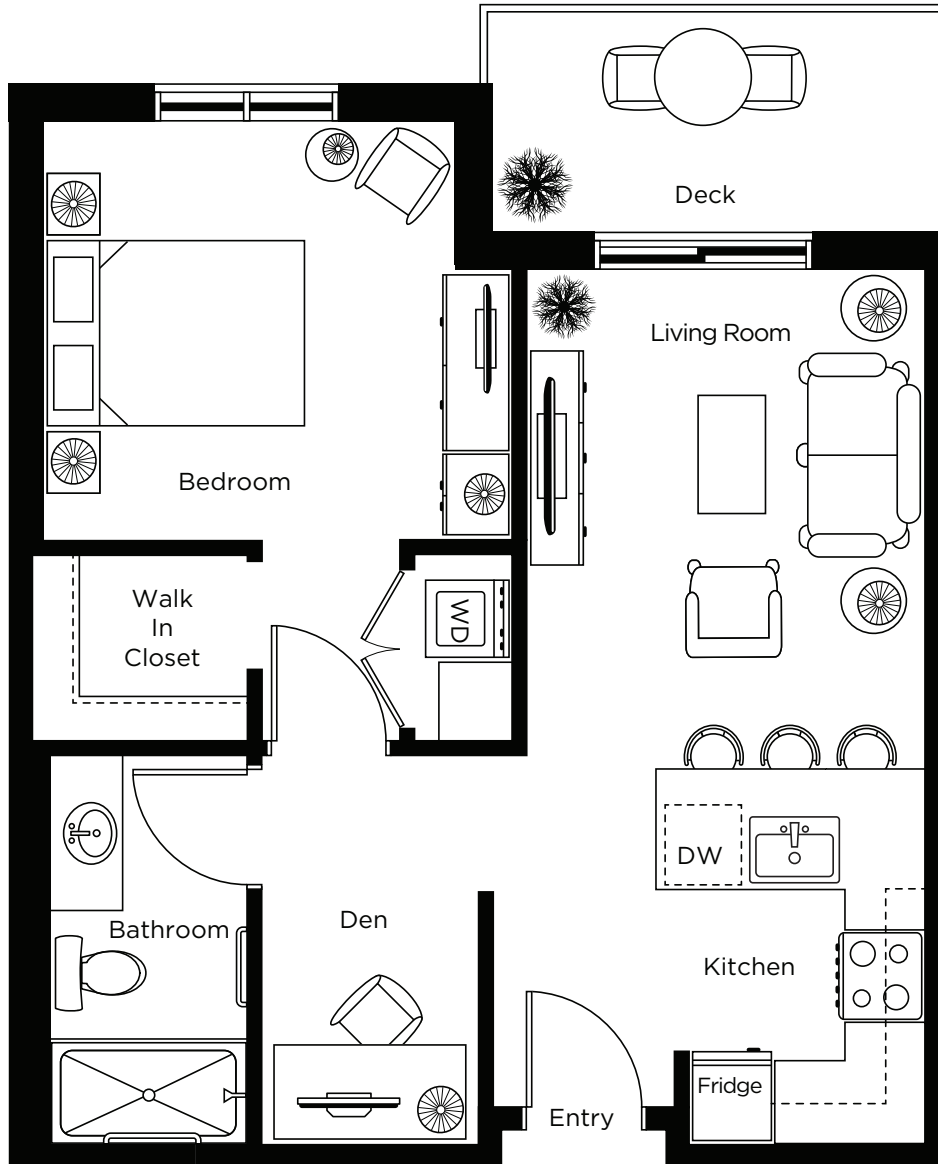 Deck
Living Room
Bedroom
Walk
In
Closet
WD
DW
Den
Bathroom
Kitchen
Fridge
Entry